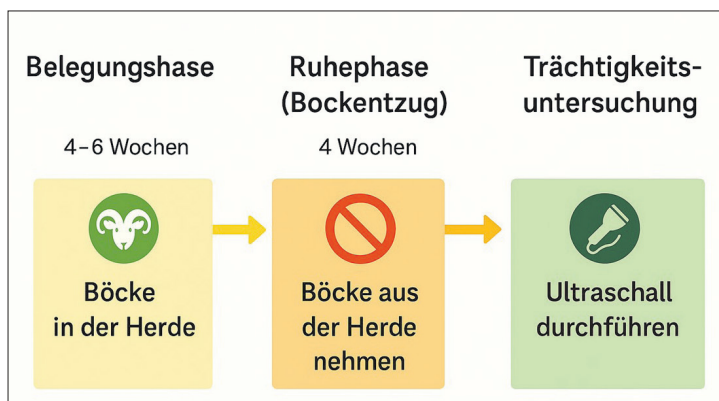 Belegungshase
4–6 Wochen
Böcke
in der Herde
Ruhephase
(Bockentzug)
4 Wochen
Böcke aus
der Herde
nehmen
Trächtigkeits-
untersuchung
Ultraschall
durchführen